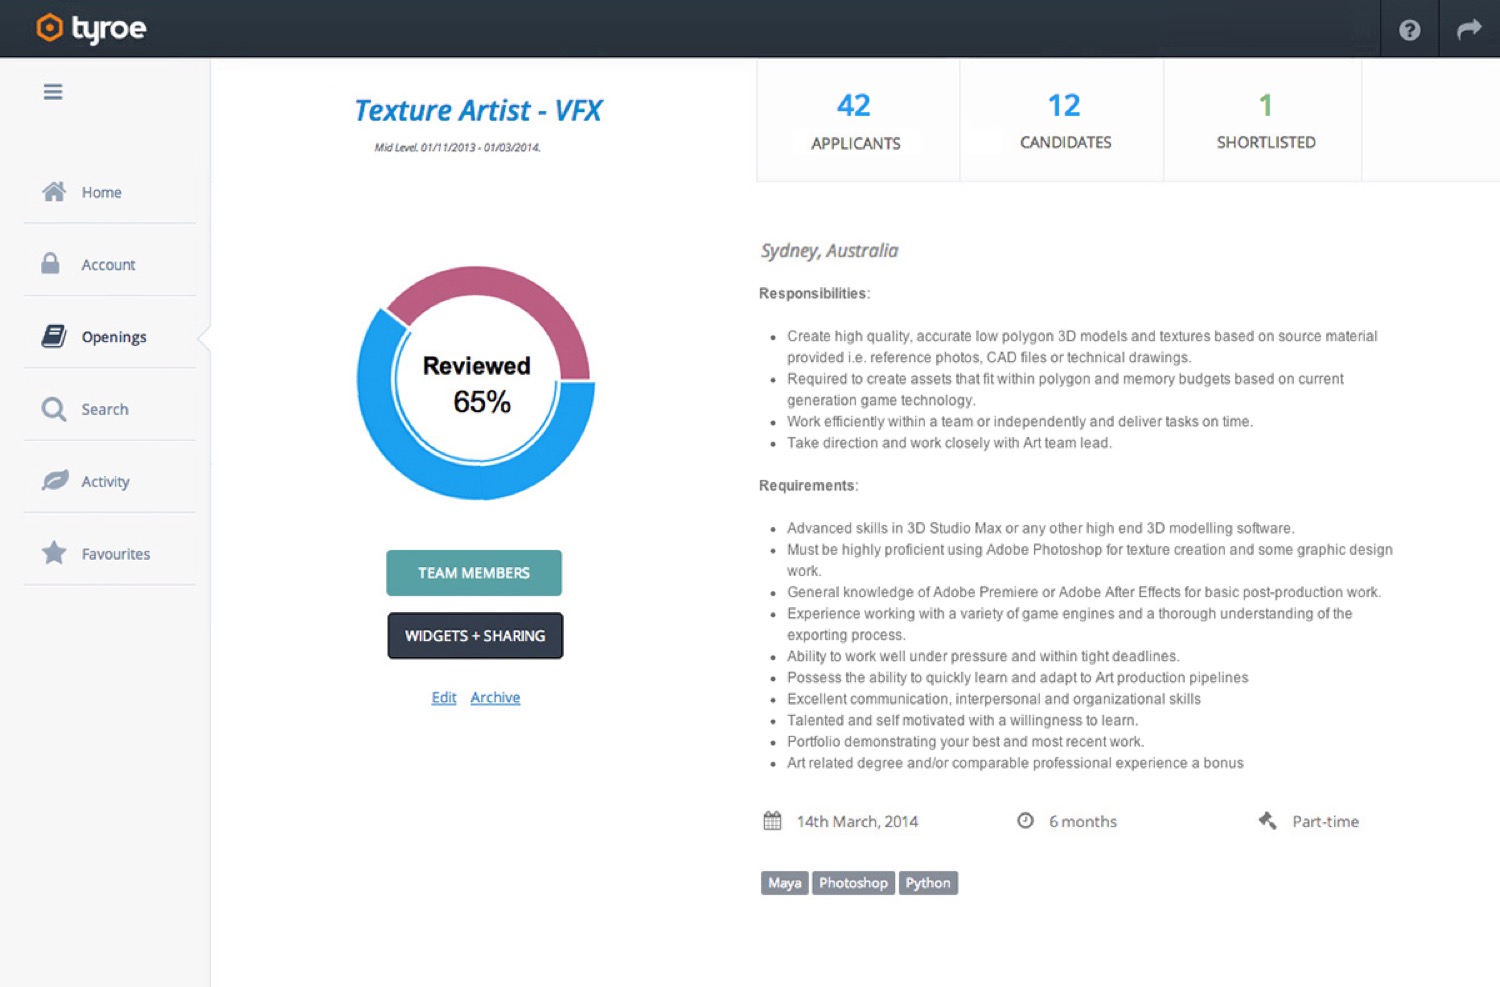 tyroe
Home
Account
Openings
Search
Activity
Favourites
Texture Artist - VFX
Mid Level. 01/11/2013 - 01/03/2014.
Reviewed
65%
TEAM MEMBERS
WIDGETS + SHARING
Edit Archive
42
APPLICANTS
12
CANDIDATES
1
SHORTLISTED
Sydney, Australia
Responsibilities:
• Create high quality, accurate low polygon 3D models and textures based on source material
provided i.e. reference photos, CAD files or technical drawings.
• Required to create assets that fit within polygon and memory budgets based on current
generation game technology.
• Work efficiently within a team or independently and deliver tasks on time.
• Take direction and work closely with Art team lead.
Requirements:
• Advanced skills in 3D Studio Max or any other high end 3D modelling software.
• Must be highly proficient using Adobe Photoshop for texture creation and some graphic design
work.
• General knowledge of Adobe Premiere or Adobe After Effects for basic post-production work.
• Experience working with a variety of game engines and a thorough understanding of the
exporting process.
• Ability to work well under pressure and within tight deadlines.
• Possess the ability to quickly learn and adapt to Art production pipelines
• Excellent communication, interpersonal and organizational skills
• Talented and self motivated with a willingness to learn.
• Portfolio demonstrating your best and most recent work.
• Art related degree and/or comparable professional experience a bonus
14th March, 2014 6 months Part-time
Maya Photoshop Python